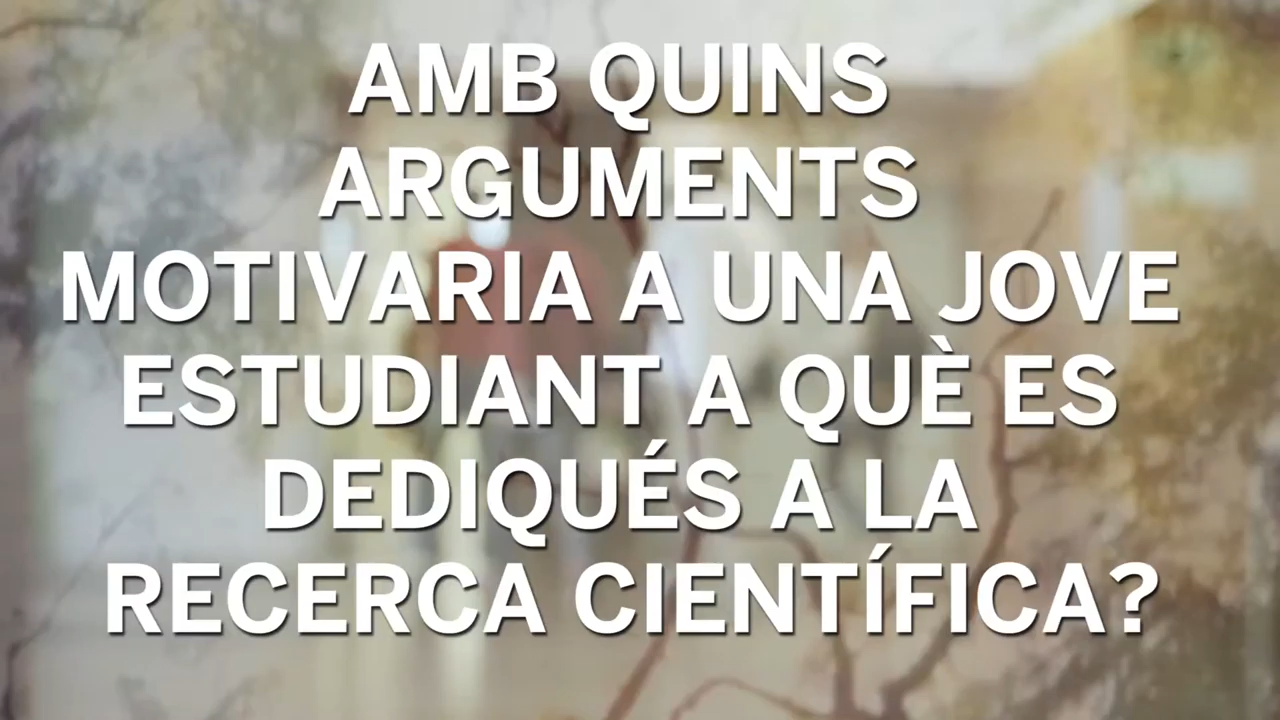 AMB QUINS
ARGUMENTS
MOTIVARIA A UNA JOVE
ESTUDIANT A QUÈ ES
DEDIQUÉS A LA
RECERCA CIENTÍFICA?